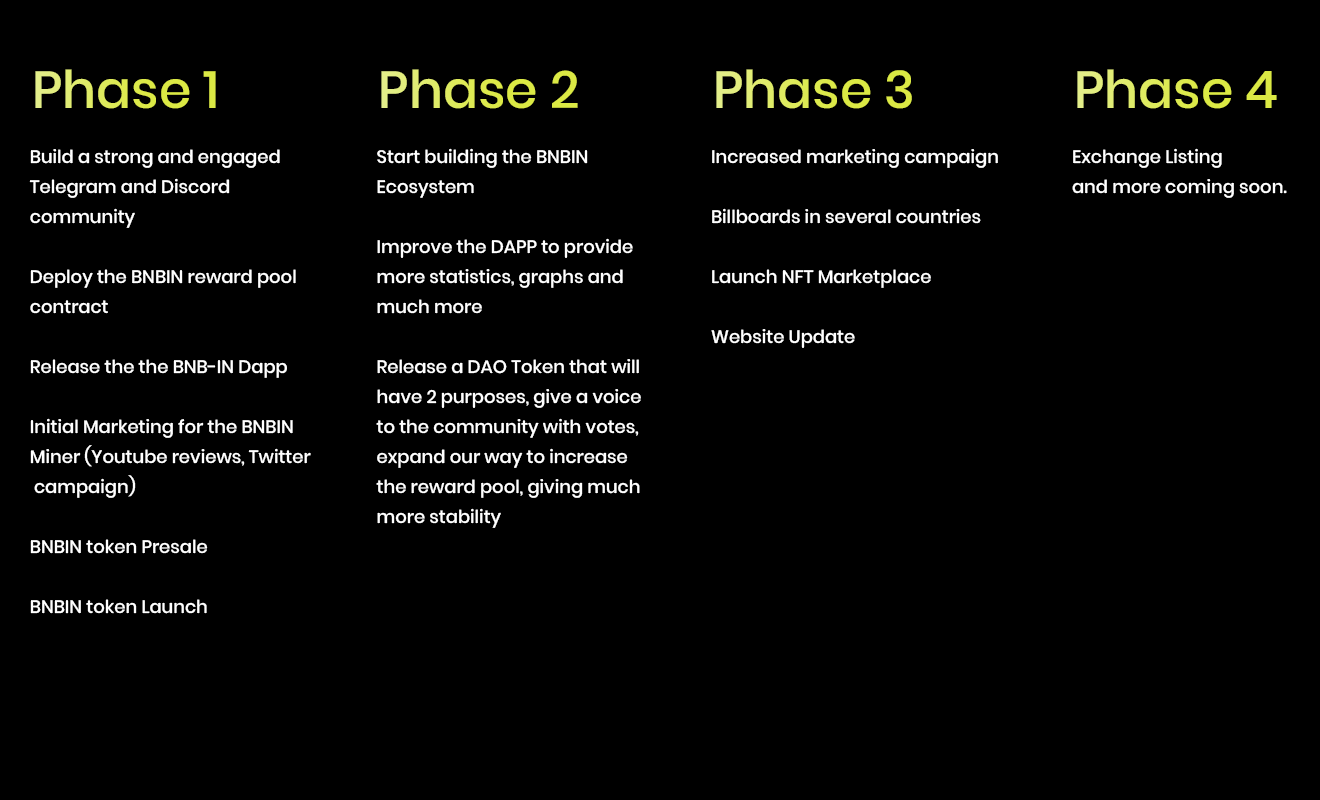 Phase 1
Build a strong and engaged
Telegram and Discord
community
Deploy the BNBIN reward pool
contract
Release the the BNB-IN Dapp
Initial Marketing for the BNBIN
Miner (Youtube reviews, Twitter
campaign)
BNBIN token Presale
BNBIN token Launch
Phase 2
Start building the BNBIN
Ecosystem
Improve the DAPP to provide
more statistics, graphs and
much more
Release a DAO Token that will
have 2 purposes, give a voice
to the community with votes,
expand our way to increase
the reward pool, giving much
more stability
Phase 3
Increased marketing campaign
Billboards in several countries
Launch NFT Marketplace
Website Update
Phase 4
Exchange Listing
and more coming soon.